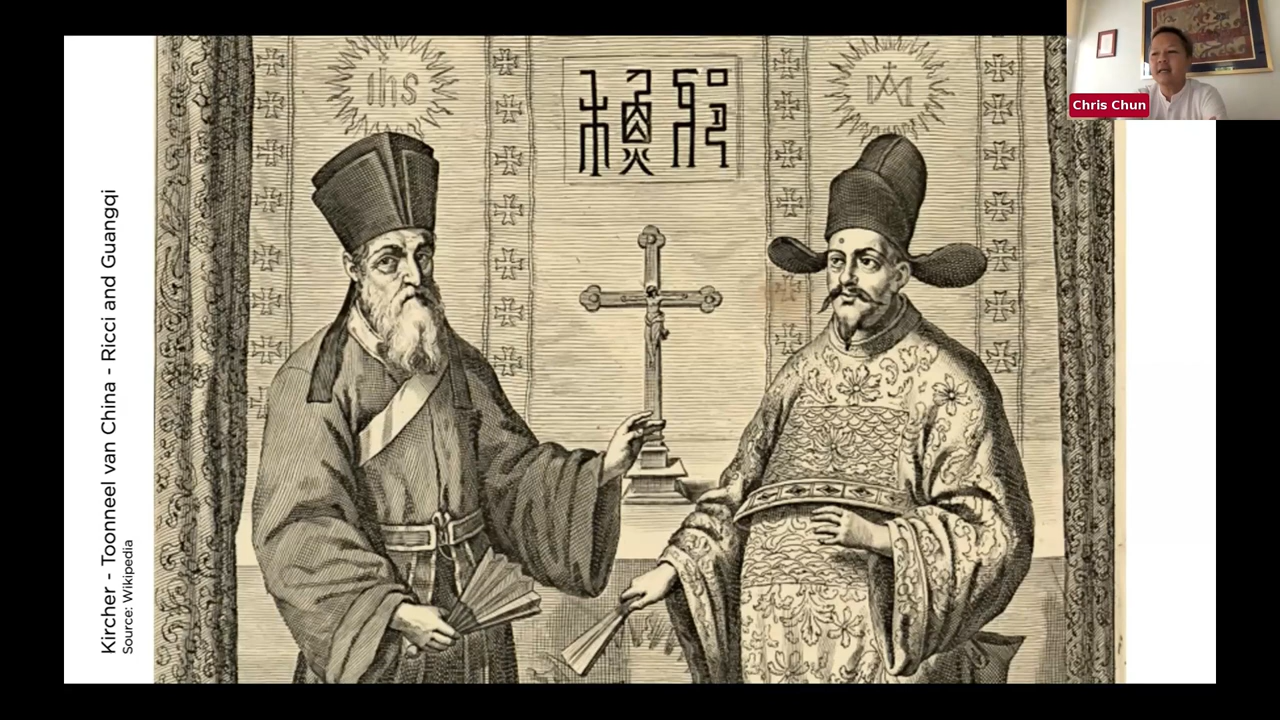 Kircher - Toonneel van China - Ricci and Guangqi
Source: Wikipedia
ihs
Chris Chun